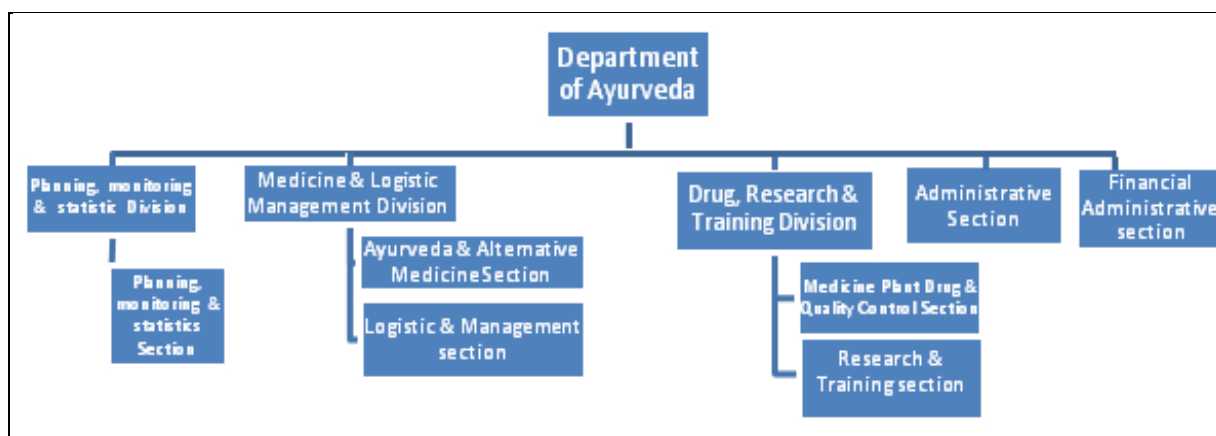 Department
of Ayurveda
Planning, monitoring
& statistic Division
Medicine & Logistic
Management Division
Drug, Research &
Training Division
Administrative
Section
Financial
Administrative
section
Planning,
monitoring &
statistics
Section
Ayurveda & Alternative
Medicine Section
Logistic & Management
section
Medicine Plant Drug &
Quality Control Section
Research &
Training section